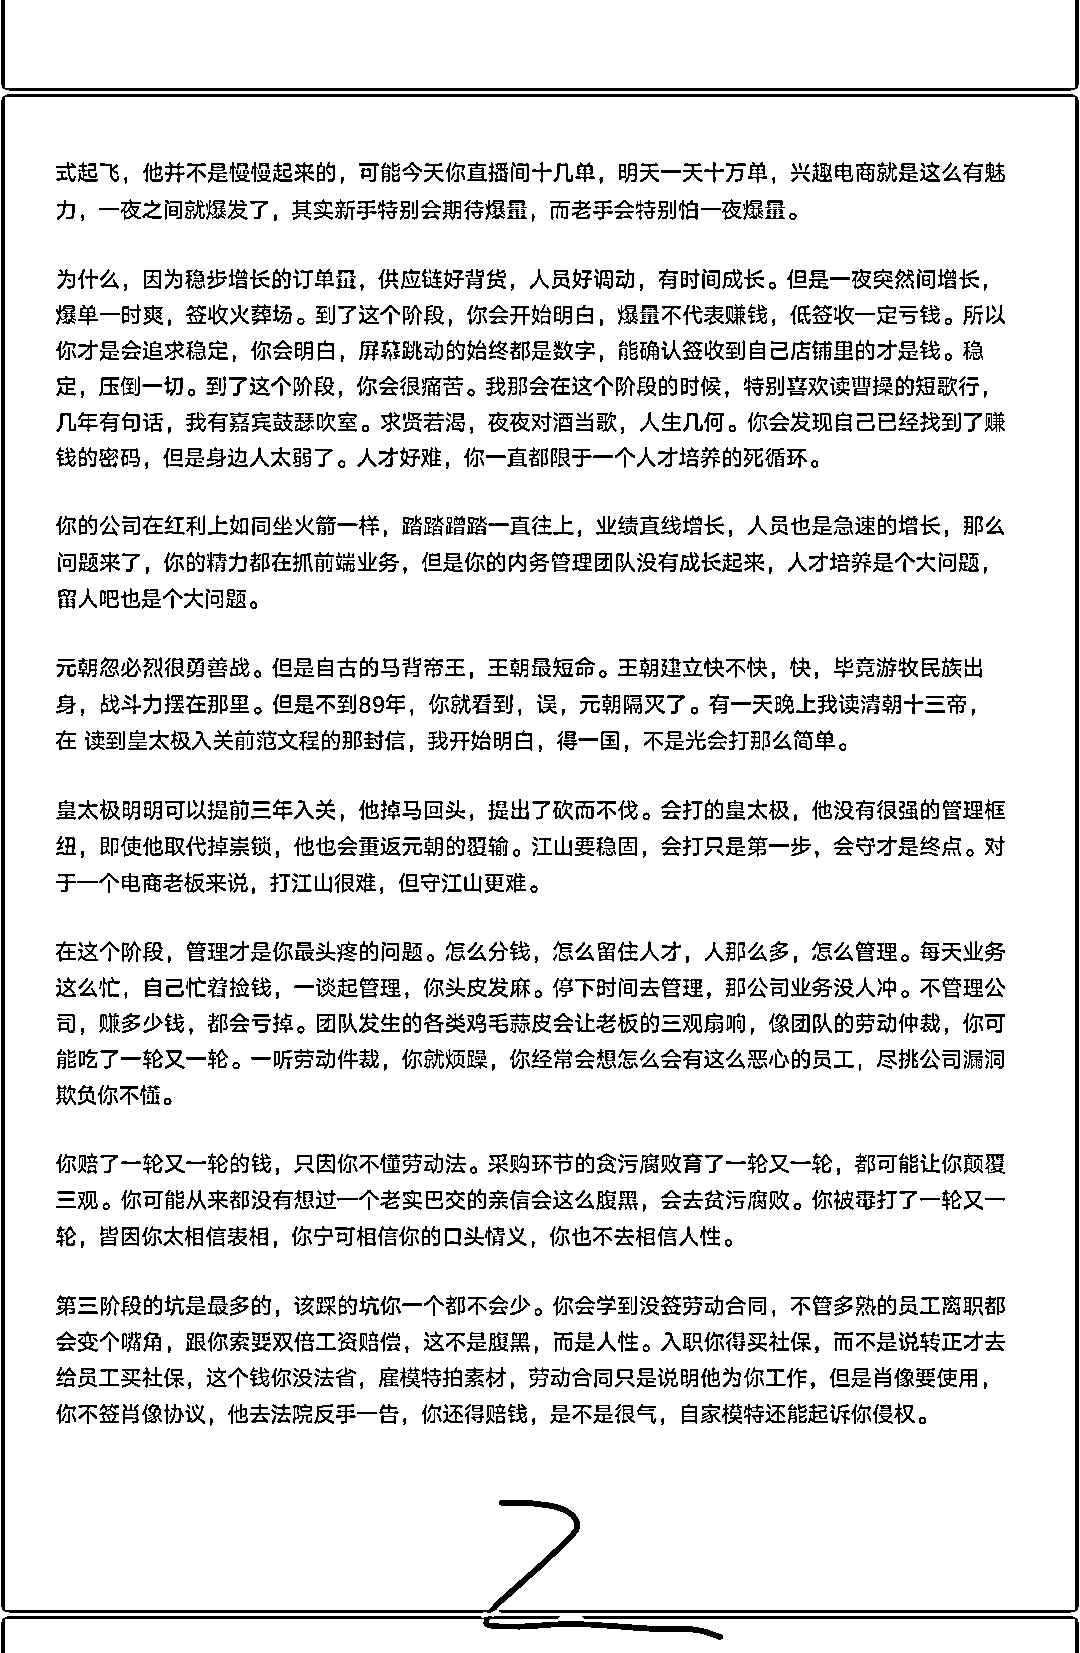 式起飞，他并不是慢慢起来的，可能今天你直播间十几单，明天一天十万单，兴趣电商就是这么有魅
力，一夜之间就爆发了，其实新手特别会期待爆量，而老手会特别怕一夜爆量。
为什么，因为稳步增长的订单量，供应链好背货，人员好调动，有时间成长。但是一夜突然间增长，
爆单一时爽，签收火葬场。到了这个阶段，你会开始明白，爆量不代表赚钱，低签收一定亏钱。所以
你才是会追求稳定，你会明白，屏幕跳动的始终都是数字，能确认签收到自己店铺里的才是钱。稳
定，压倒一切。到了这个阶段，你会很痛苦。我那会在这个阶段的时候，特别喜欢读曹操的短歌行，
几年有句话，我有嘉宾鼓瑟吹室。求贤若渴，夜夜对酒当歌，人生几何。你会发现自己已经找到了赚
钱的密码，但是身边人太弱了。人才好难，你一直都限于一个人才培养的死循环。
你的公司在红利上如同坐火箭一样，踏踏蹭踏一直往上，业绩直线增长，人员也是急速的增长，那么
问题来了，你的精力都在抓前端业务，但是你的内务管理团队没有成长起来，人才培养是个大问题，
留人吧也是个大问题。
元朝忽必烈很勇善战。但是自古的马背帝王，王朝最短命。王朝建立快不快，快，毕竟游牧民族出
身，战斗力摆在那里。但是不到89年，你就看到，误，元朝隔灭了。有一天晚上我读清朝十三帝，
在 读到皇太极入关前范文程的那封信，我开始明白，得一国，不是光会打那么简单。
皇太极明明可以提前三年入关，他掉马回头，提出了砍而不伐。会打的皇太极，他没有很强的管理框
纽，即使他取代掉崇锁，他也会重返元朝的覆输。江山要稳固，会打只是第一步，会守才是终点。对
于一个电商老板来说，打江山很难，但守江山更难。
在这个阶段，管理才是你最头疼的问题。怎么分钱，怎么留住人才，人那么多，怎么管理。每天业务
这么忙，自己忙着捡钱，一谈起管理，你头皮发麻。停下时间去管理，那公司业务没人冲。不管理公
司，赚多少钱，都会亏掉。团队发生的各类鸡毛蒜皮会让老板的三观扇响，像团队的劳动仲裁，你可
能吃了一轮又一轮。一听劳动件裁，你就烦躁，你经常会想怎么会有这么恶心的员工，尽挑公司漏洞
欺负你不懂。
你赔了一轮又一轮的钱，只因你不懂劳动法。采购环节的贪污腐败育了一轮又一轮，都可能让你颠覆
三观。你可能从来都没有想过一个老实巴交的亲信会这么腹黑，会去贫污腐败。你被毒打了一轮又一
轮，皆因你太相信表相，你宁可相信你的口头情义，你也不去相信人性。
第三阶段的坑是最多的，该踩的坑你一个都不会少。你会学到没签劳动合同，不管多熟的员工离职都
会变个嘴角，跟你索要双倍工资赔偿，这不是腹黑，而是人性。入职你得买社保，而不是说转正才去
给员工买社保，这个钱你没法省，雇模特拍素材，劳动合同只是说明他为你工作，但是肖像要使用，
你不签肖像协议，他去法院反手一告，你还得赔钱，是不是很气，自家模特还能起诉你侵权。
2